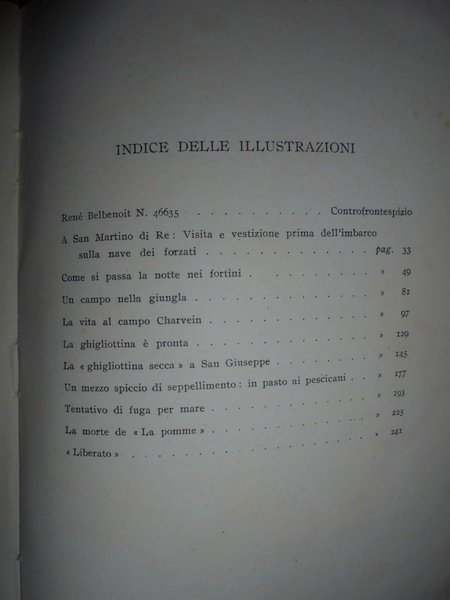 INDICE DELLE ILLUSTRAZIONI
René Belbenoit N. 46635 . . . . . . . . . . Controfrontespizio
A San Martino di Re: Visita e vestizione prima dell'imbarco
sulla nave dei forzati . . . . . . . . . . . pag. 33
Come si passa la notte nei fortini . . . . . . . . » 49
Un campo nella giungla . . . . . . . . . . . » 81
La vita al campo Charvein . . . . . . . . . . » 97
La ghigliottina è pronta . . . . . . . . . . . » 129
La « ghigliottina secca » a San Giuseppe . . . . . . » 145
Un mezzo spiccio di seppellimento: in pasto ai pescicani . . » 177
Tentativo di fuga per mare . . . . . . . . . . » 193
La morte de « La pomme » . . . . . . . . . . » 225
« Liberato » . . . . . . . . . . . . . . » 241